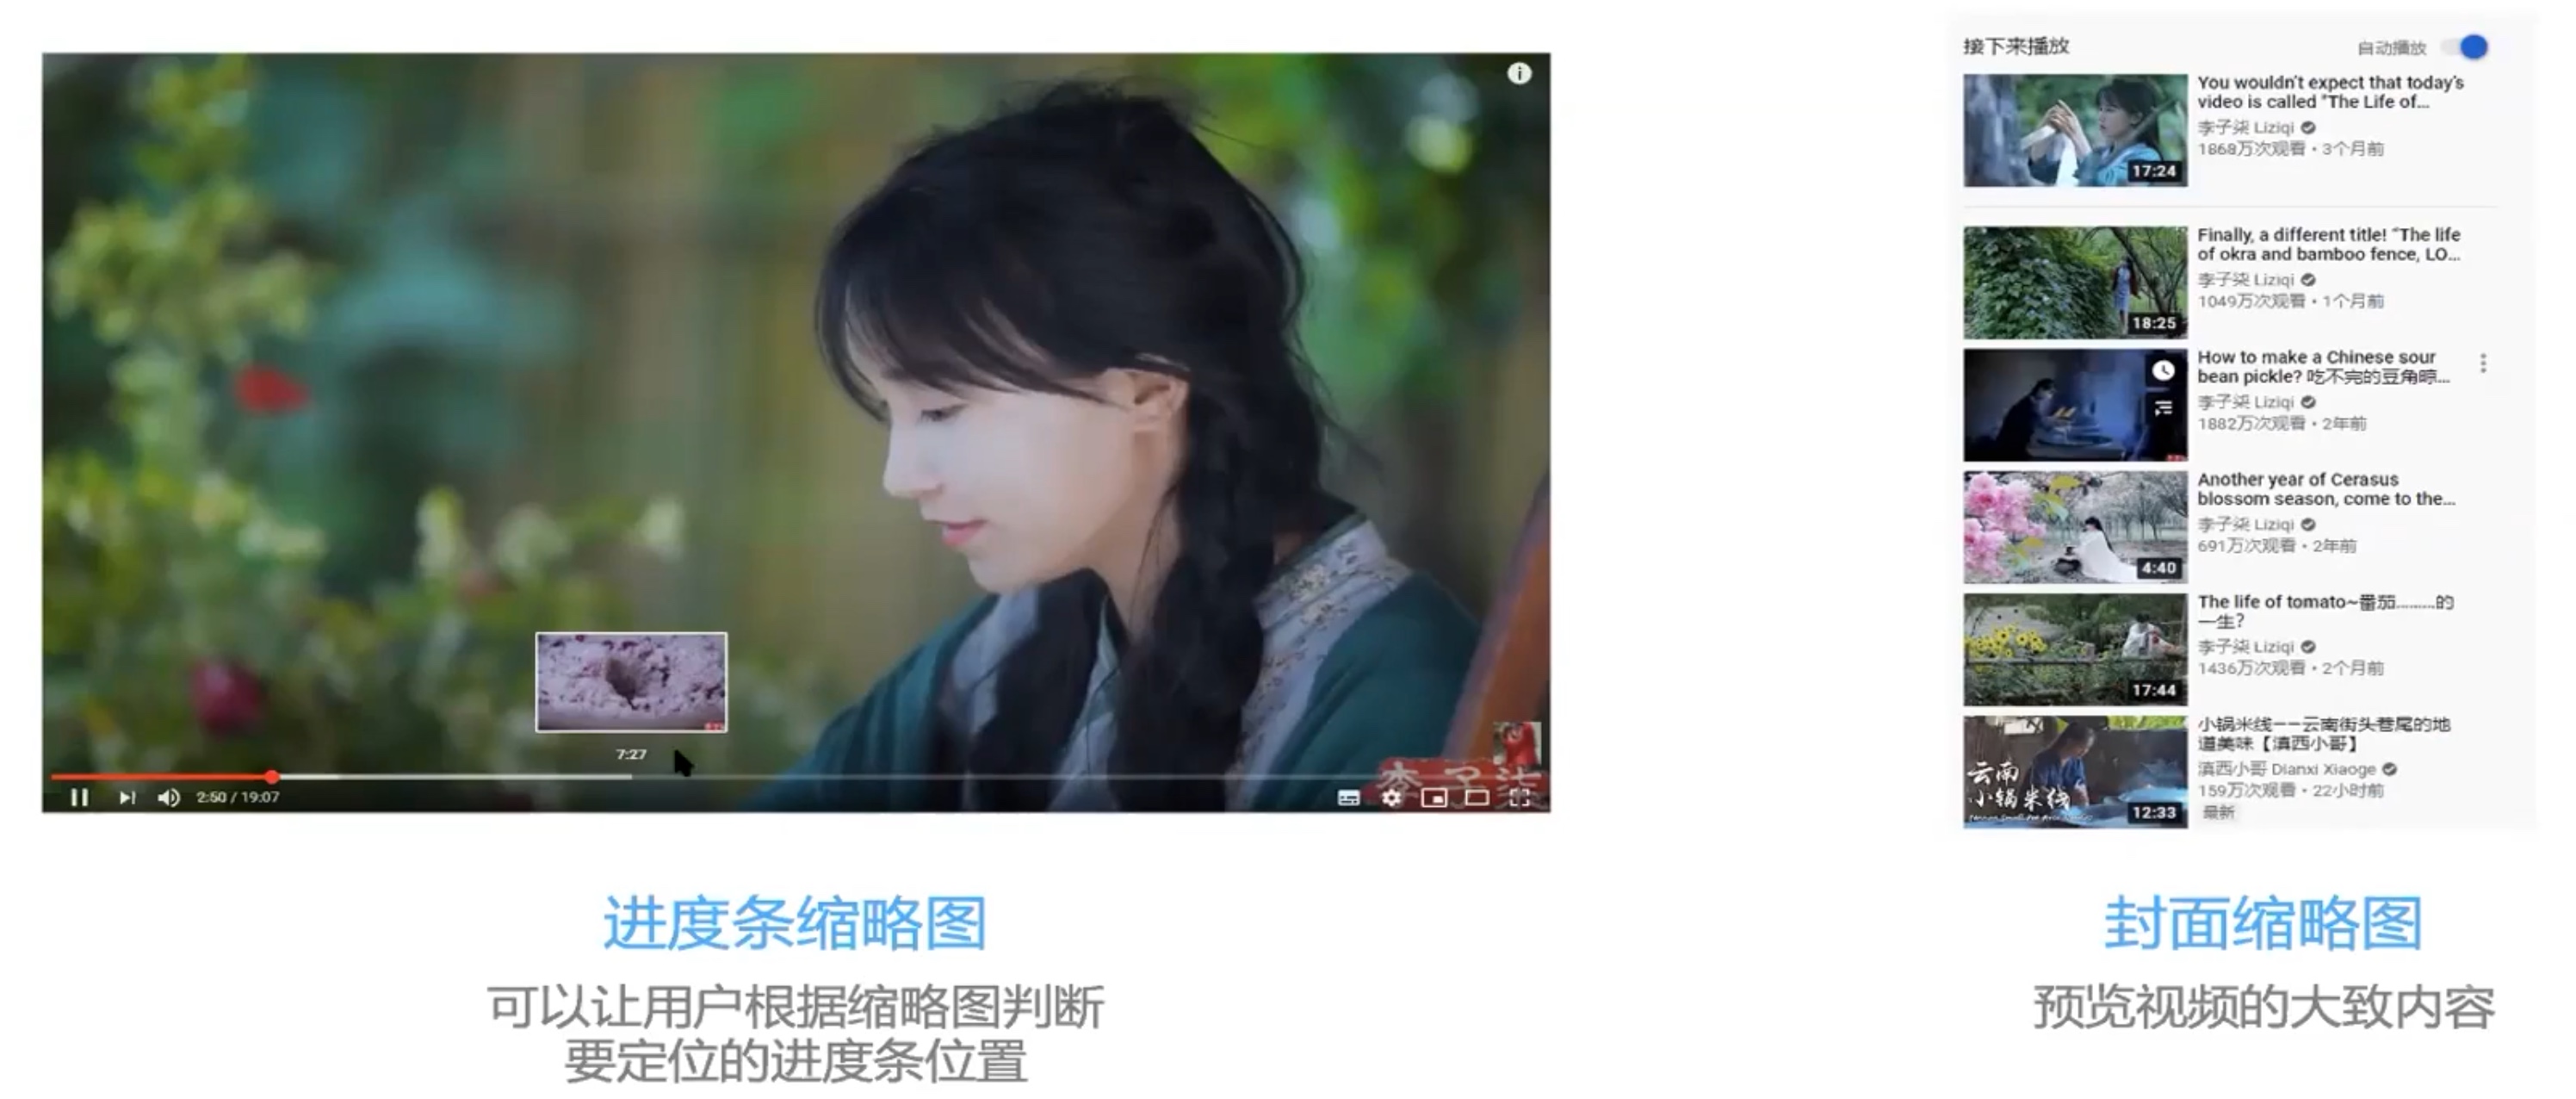 7:27
2:50 / 19:07
李子柒
进度条缩略图
可以让用户根据缩略图判断
要定位的进度条位置
接下来播放
自动播放
You wouldn't expect that today's
video is called "The Life of...
李子柒 Liziqi
1868万次观看・3个月前
17:24
Finally, a different title! "The life
of okra and bamboo fence, LO...
李子柒 Liziqi
1049万次观看・1个月前
18:25
How to make a Chinese sour
bean pickle? 吃不完的豆角晾...
李子柒 Liziqi
1882万次观看・2年前
Another year of Cerasus
blossom season, come to the...
李子柒 Liziqi
691万次观看・2年前
4:40
The life of tomato~番茄.........的
一生?
李子柒 Liziqi
1436万次观看・2个月前
17:44
小锅米线——云南街头巷尾的地
道美味【滇西小哥】
滇西小哥 Dianxi Xiaoge
159万次观看・22小时前
最新
云南
小锅米线
12:33
封面缩略图
预览视频的大致内容